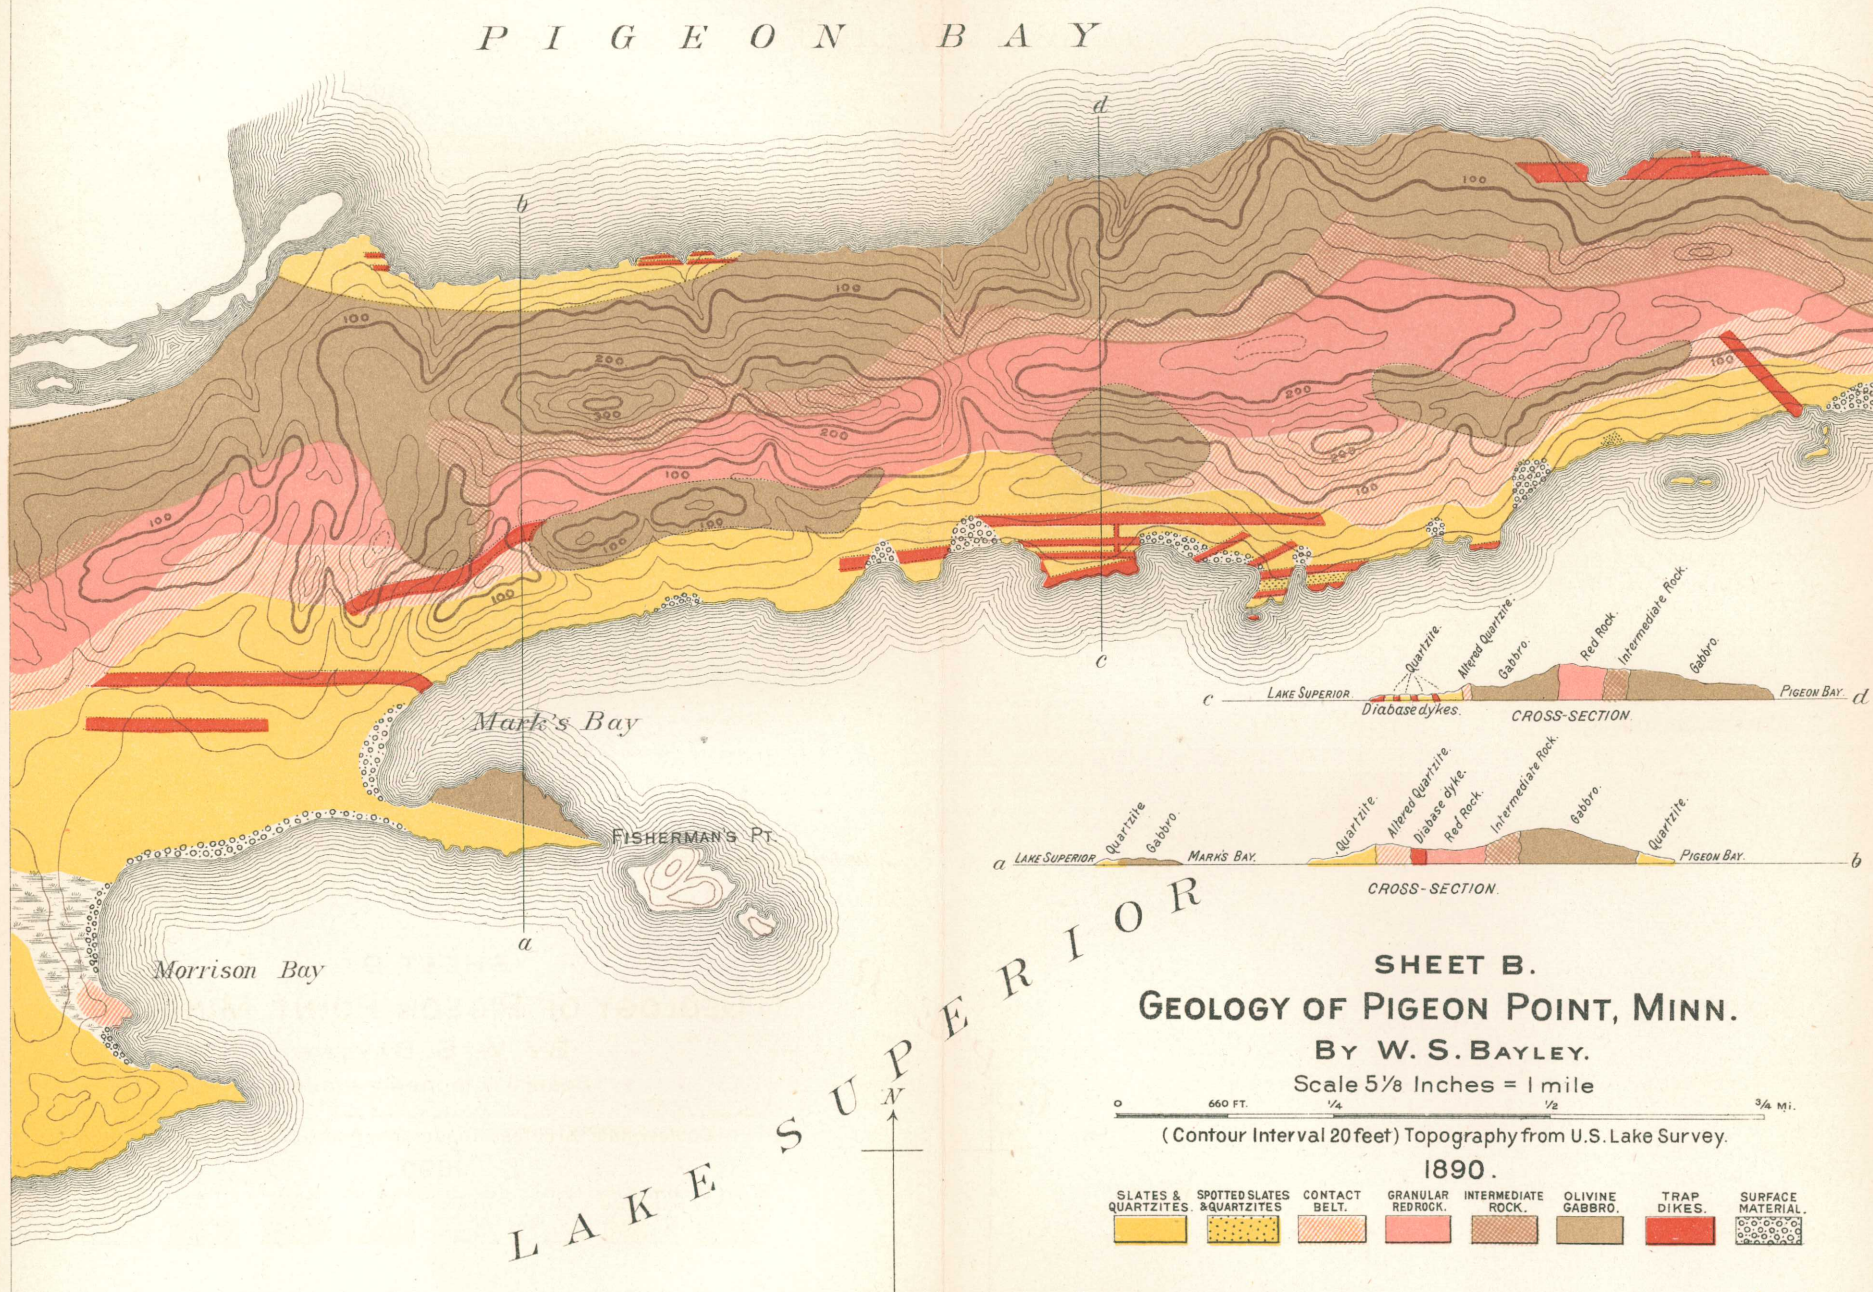 PIGEON BAY
d
b
100
100
100
200
300
200
200
100
100
100
100
100
200
200
100
100
c
a
Mark's Bay
FISHERMAN'S PT.
Morrison Bay
LAKE SUPERIOR
N
Quartzite.
Altered Quartzite.
Gabbro.
Red Rock.
Intermediate Rock.
Gabbro.
c LAKE SUPERIOR. PIGEON BAY. d
Diabase dykes.
CROSS-SECTION.
Quartzite
Gabbro.
Quartzite.
Altered Quartzite.
Diabase dyke.
Red Rock.
Intermediate Rock.
Gabbro.
Quartzite.
a LAKE SUPERIOR MARK'S BAY. PIGEON BAY. b
CROSS-SECTION.
SHEET B.
GEOLOGY OF PIGEON POINT, MINN.
BY W. S. BAYLEY.
Scale 5⅛ Inches = 1 mile
0 660 FT. ¼ ½ ¾ Mi.
(Contour Interval 20 feet) Topography from U.S. Lake Survey.
1890.
SLATES & QUARTZITES.
SPOTTED SLATES & QUARTZITES
CONTACT BELT.
GRANULAR REDROCK.
INTERMEDIATE ROCK.
OLIVINE GABBRO.
TRAP DIKES.
SURFACE MATERIAL.